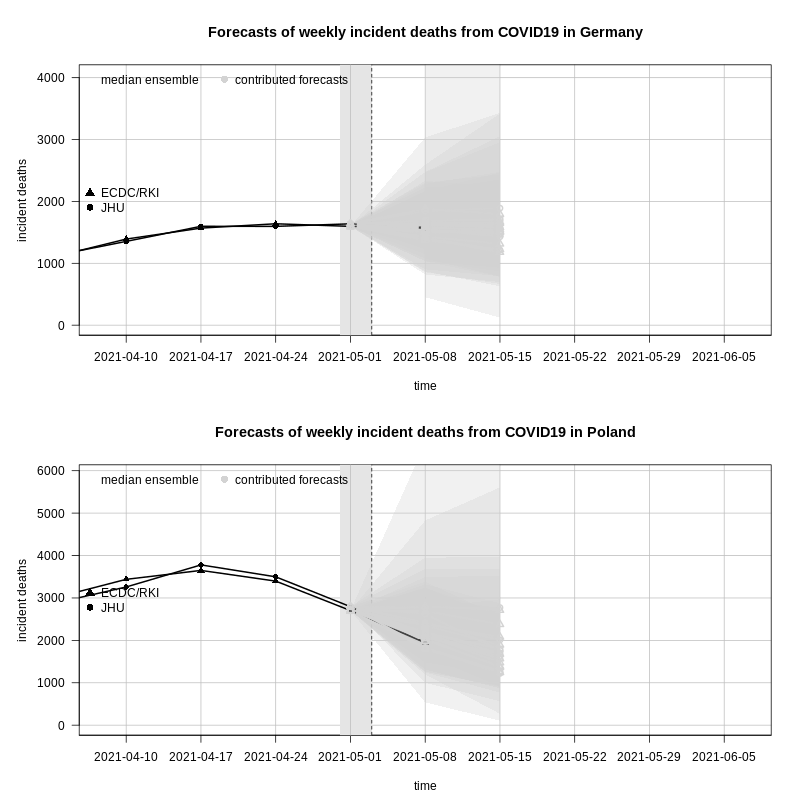 Forecasts of weekly incident deaths from COVID19 in Germany
median ensemble contributed forecasts
ECDC/RKI
JHU
incident deaths
4000
3000
2000
1000
0
2021-04-10 2021-04-17 2021-04-24 2021-05-01 2021-05-08 2021-05-15 2021-05-22 2021-05-29 2021-06-05
time
Forecasts of weekly incident deaths from COVID19 in Poland
median ensemble contributed forecasts
ECDC/RKI
JHU
incident deaths
6000
5000
4000
3000
2000
1000
0
2021-04-10 2021-04-17 2021-04-24 2021-05-01 2021-05-08 2021-05-15 2021-05-22 2021-05-29 2021-06-05
time